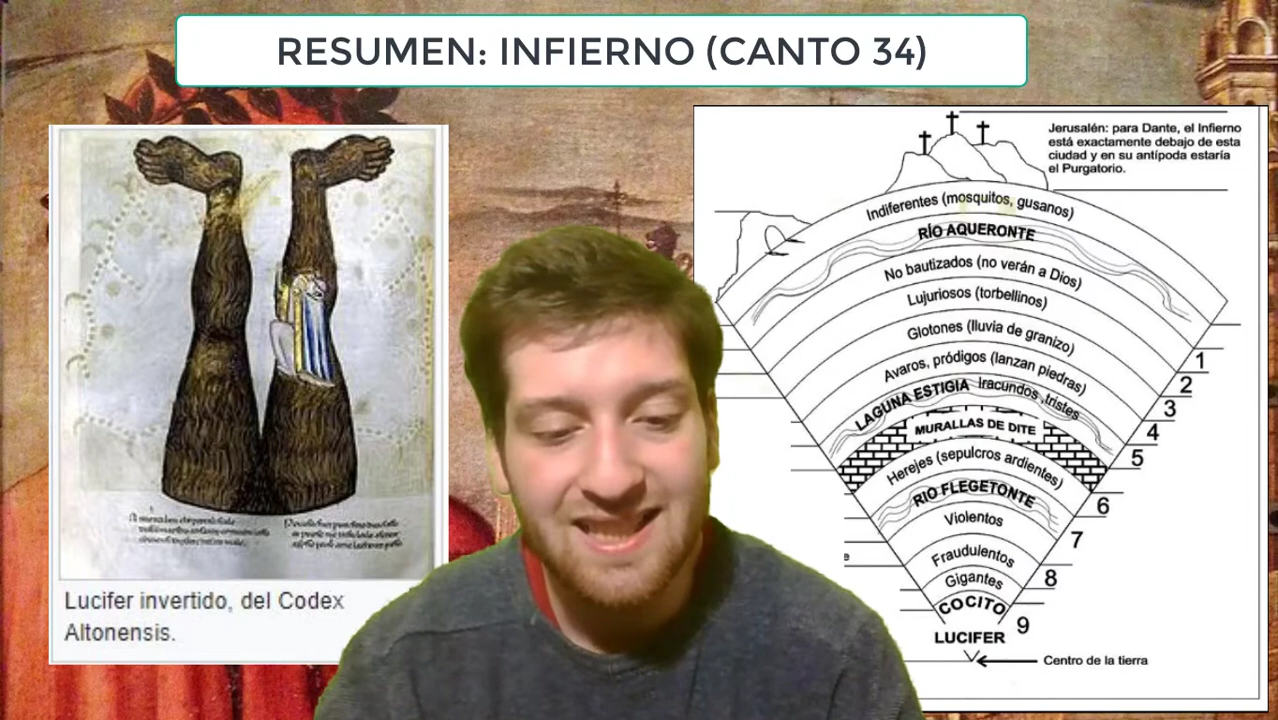 RESUMEN: INFIERNO (CANTO 34)
Lucifer invertido, del Codex
Altonensis.
Jerusalén: para Dante, el Infierno
está exactamente debajo de esta
ciudad y en su antípoda estaría
el Purgatorio.
Indiferentes (mosquitos, gusanos)
RÍO AQUERONTE
No bautizados (no verán a Dios)
Lujuriosos (torbellinos)
Glotones (lluvia de granizo)
1
Avaros, pródigos (lanzan piedras)
2
LAGUNA ESTIGIA Iracundos ,tristes
3
MURALLAS DE DITE
4
5
Herejes (sepulcros ardientes)
6
RIO FLEGETONTE
Violentos
7
Fraudulentos
8
Gigantes
COCITO
9
LUCIFER
Centro de la tierra